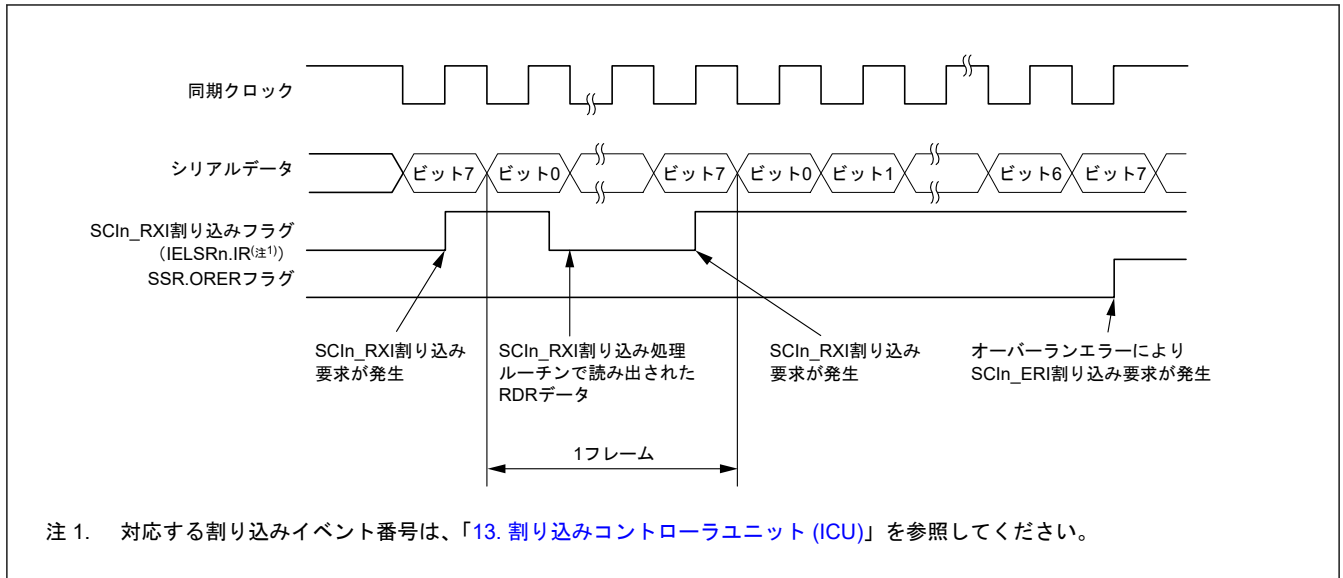 同期クロック
シリアルデータ
ビット7
ビット0
ビット7
ビット0
ビット1
ビット6
ビット7
SCIn_RXI割り込みフラグ
（IELSRn.IR(注1)）
SSR.ORERフラグ
SCIn_RXI割り込み
要求が発生
SCIn_RXI割り込み処理
ルーチンで読み出された
RDRデータ
SCIn_RXI割り込み
要求が発生
オーバーランエラーにより
SCIn_ERI割り込み要求が発生
1フレーム
注 1. 対応する割り込みイベント番号は、「13. 割り込みコントローラユニット (ICU)」を参照してください。